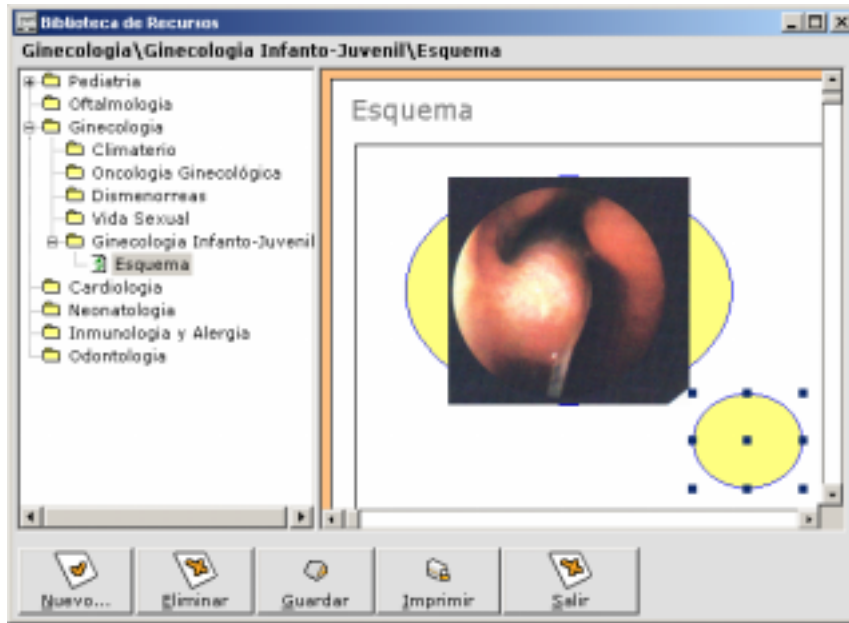 Biblioteca de Recursos
Ginecologia\Ginecologia Infanto-Juvenil\Esquema
Pediatria
Oftalmologia
Ginecologia
Climaterio
Oncologia Ginecológica
Dismenorreas
Vida Sexual
Ginecologia Infanto-Juvenil
Esquema
Cardiologia
Neonatologia
Inmunologia y Alergia
Odontologia
Esquema
Nuevo...
Eliminar
Guardar
Imprimir
Salir